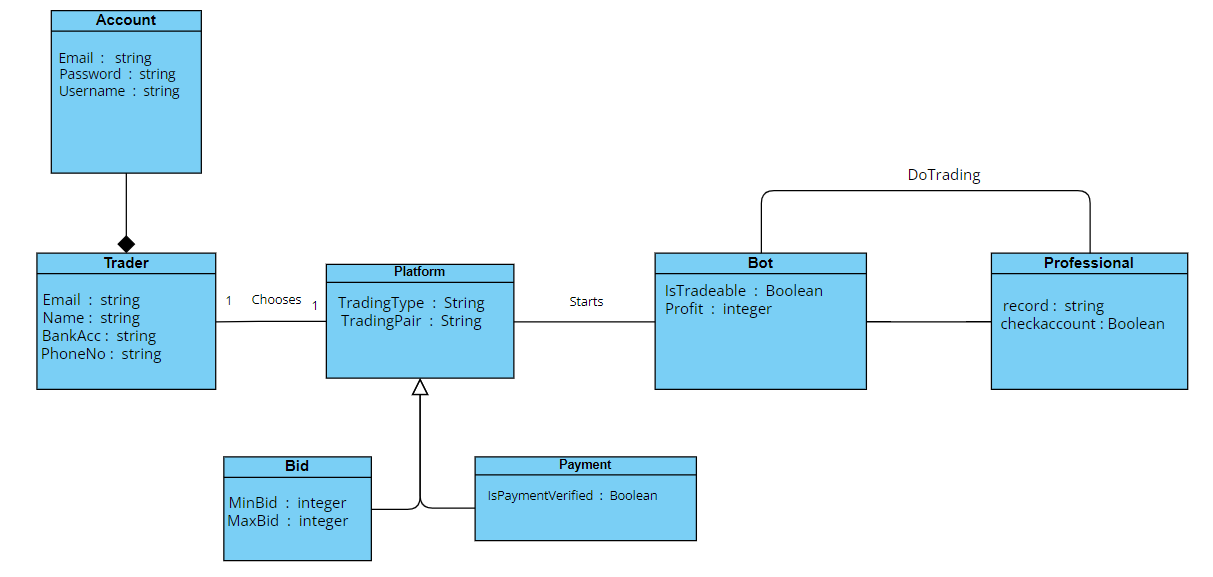 Account
Email : string
Password : string
Username : string
DoTrading
Trader
Email : string
Name : string
BankAcc : string
PhoneNo : string
1 Chooses 1
Platform
TradingType : String
TradingPair : String
Starts
Bot
IsTradeable : Boolean
Profit : integer
Professional
record : string
checkaccount : Boolean
Bid
MinBid : integer
MaxBid : integer
Payment
IsPaymentVerified : Boolean